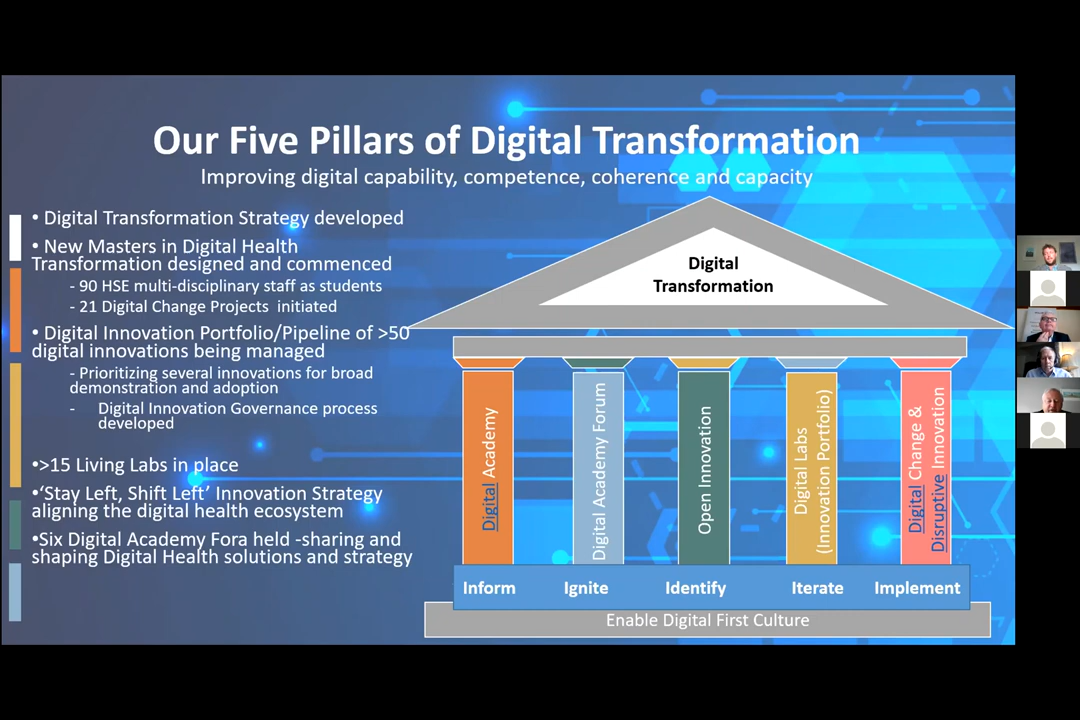 Our Five Pillars of Digital Transformation
Improving digital capability, competence, coherence and capacity
• Digital Transformation Strategy developed
• New Masters in Digital Health
Transformation designed and commenced
- 90 HSE multi-disciplinary staff as students
- 21 Digital Change Projects initiated
• Digital Innovation Portfolio/Pipeline of >50
digital innovations being managed
- Prioritizing several innovations for broad
demonstration and adoption
- Digital Innovation Governance process
developed
•>15 Living Labs in place
•‘Stay Left, Shift Left’ Innovation Strategy
aligning the digital health ecosystem
•Six Digital Academy Fora held -sharing and
shaping Digital Health solutions and strategy
Digital
Transformation
Digital Academy
Digital Academy Forum
Open Innovation
Digital Labs
(Innovation Portfolio)
Digital Change &
Disruptive Innovation
Inform
Ignite
Identify
Iterate
Implement
Enable Digital First Culture